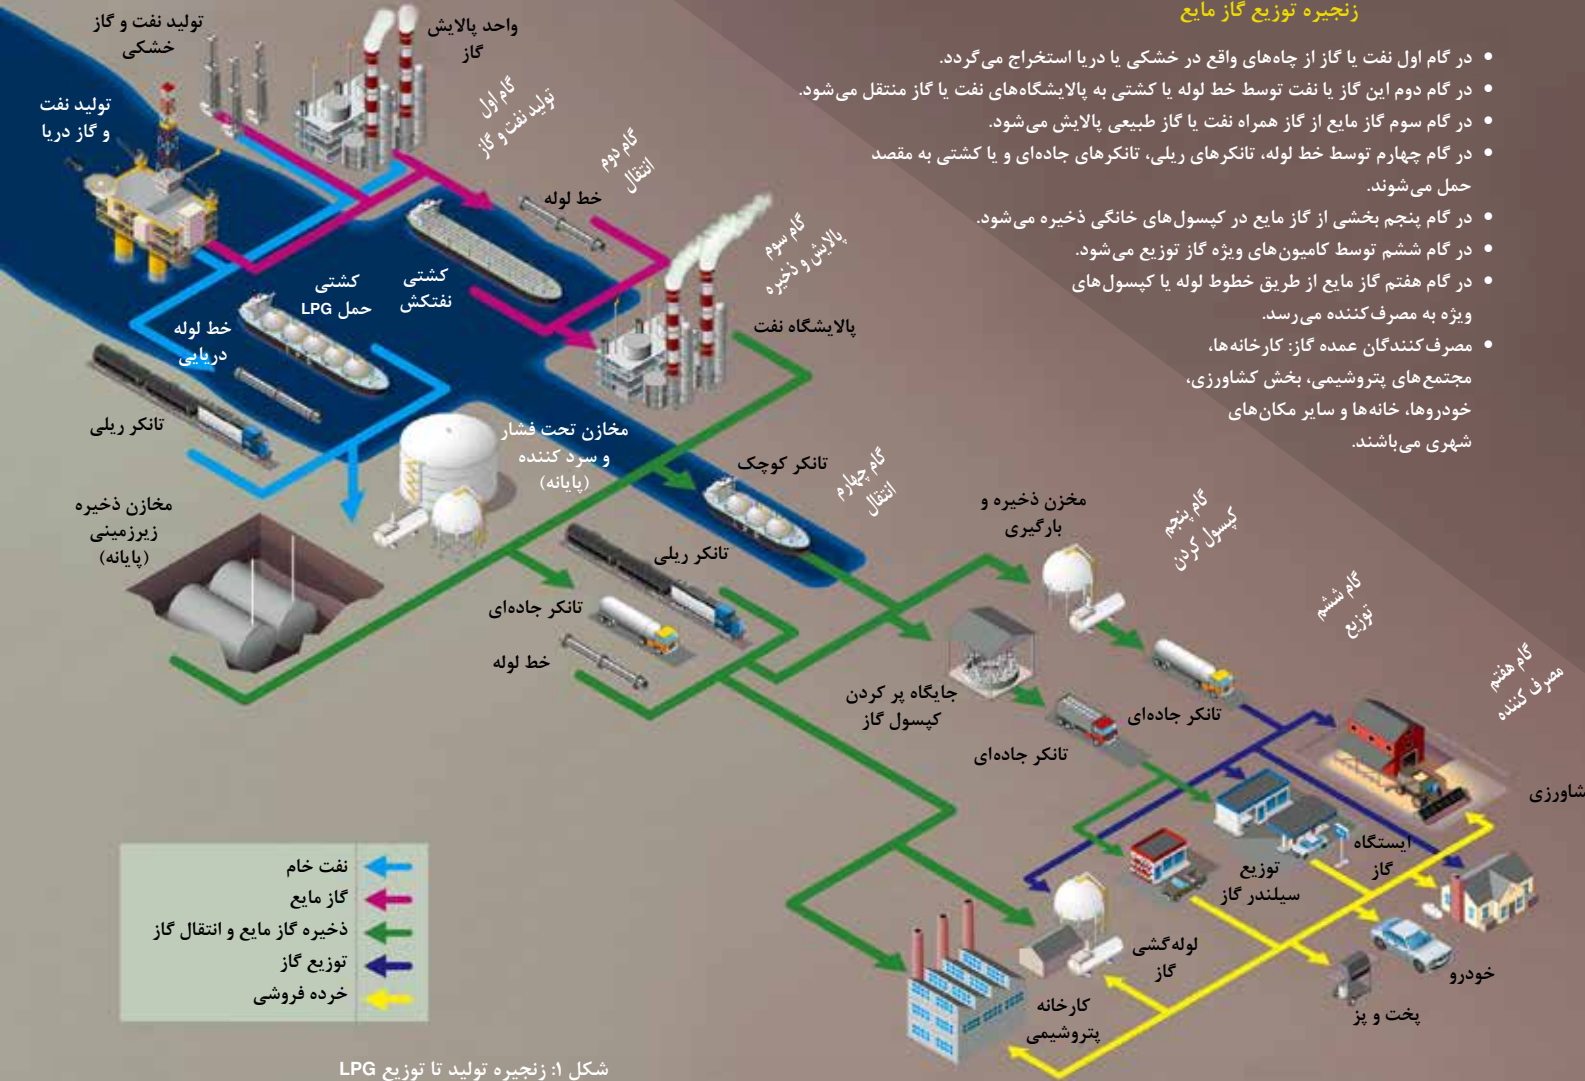 زنجیره توزیع گاز مایع
• در گام اول نفت یا گاز از چاه‌های واقع در خشکی یا دریا استخراج می‌گردد.
• در گام دوم این گاز یا نفت توسط خط لوله یا کشتی به پالایشگاه‌های نفت یا گاز منتقل می‌شود.
• در گام سوم گاز مایع از گاز همراه نفت یا گاز طبیعی پالایش می‌شود.
• در گام چهارم توسط خط لوله، تانکرهای ریلی، تانکرهای جاده‌ای و یا کشتی به مقصد
حمل می‌شوند.
• در گام پنجم بخشی از گاز مایع در کپسول‌های خانگی ذخیره می‌شود.
• در گام ششم توسط کامیون‌های ویژه گاز توزیع می‌شود.
• در گام هفتم گاز مایع از طریق خطوط لوله یا کپسول‌های
ویژه به مصرف‌کننده می‌رسد.
• مصرف‌کنندگان عمده گاز: کارخانه‌ها،
مجتمع‌های پتروشیمی، بخش کشاورزی،
خودروها، خانه‌ها و سایر مکان‌های
شهری می‌باشند.
واحد پالایش
گاز
تولید نفت و گاز
خشکی
تولید نفت
و گاز دریا
گام اول
تولید نفت و گاز
گام دوم
انتقال
خط لوله
گام سوم
پالایش و ذخیره
کشتی
نفتکش
کشتی
حمل LPG
خط لوله
دریایی
پالایشگاه نفت
تانکر ریلی
مخازن تحت فشار
و سرد کننده
(پایانه)
تانکر کوچک
گام چهارم
انتقال
مخازن ذخیره
زیرزمینی
(پایانه)
مخزن ذخیره و
بارگیری
گام پنجم
کپسول کردن
تانکر ریلی
تانکر جاده‌ای
خط لوله
گام ششم
توزیع
گام هفتم
مصرف کننده
جایگاه پر کردن
کپسول گاز
تانکر جاده‌ای
تانکر جاده‌ای
شاورزی
ایستگاه
گاز
توزیع
سیلندر گاز
لوله‌گشی
گاز
خودرو
پخت و پز
کارخانه
پتروشیمی
نفت خام
گاز مایع
ذخیره گاز مایع و انتقال گاز
توزیع گاز
خرده فروشی
شکل ۱: زنجیره تولید تا توزیع LPG